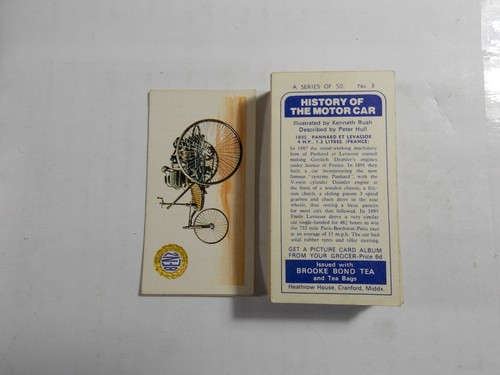 A SERIES OF 50. No. 3
HISTORY OF
THE MOTOR CAR
Illustrated by Kenneth Rush
Described by Peter Hull
1895. PANHARD ET LEVASSOR
4 H.P. 1·2 LITRES. (FRANCE)
In 1887 the wood-working machinery
firm of Panhard et Levassor started
making Gottlieb Daimler's engines
under licence in France. In 1891 they
built a car incorporating the now
famous "systeme Panhard", with the
V-twin cylinder Daimler engine at
the front of a wooden chassis, a fric-
tion clutch, a sliding pinion 3 speed
gearbox and chain drive to the rear
wheels, thus setting a basic pattern
for most cars that followed. In 1895
Emile Levassor drove a very similar
car single-handed for 48½ hours to win
the 732 mile Paris-Bordeaux-Paris race
at an average of 15 m.p.h. The car had
solid rubber tyres and tiller steering.
GET A PICTURE CARD ALBUM
FROM YOUR GROCER-Price 6d
Issued with
BROOKE BOND TEA
and Tea Bags
Heathrow House, Cranford, Middx.